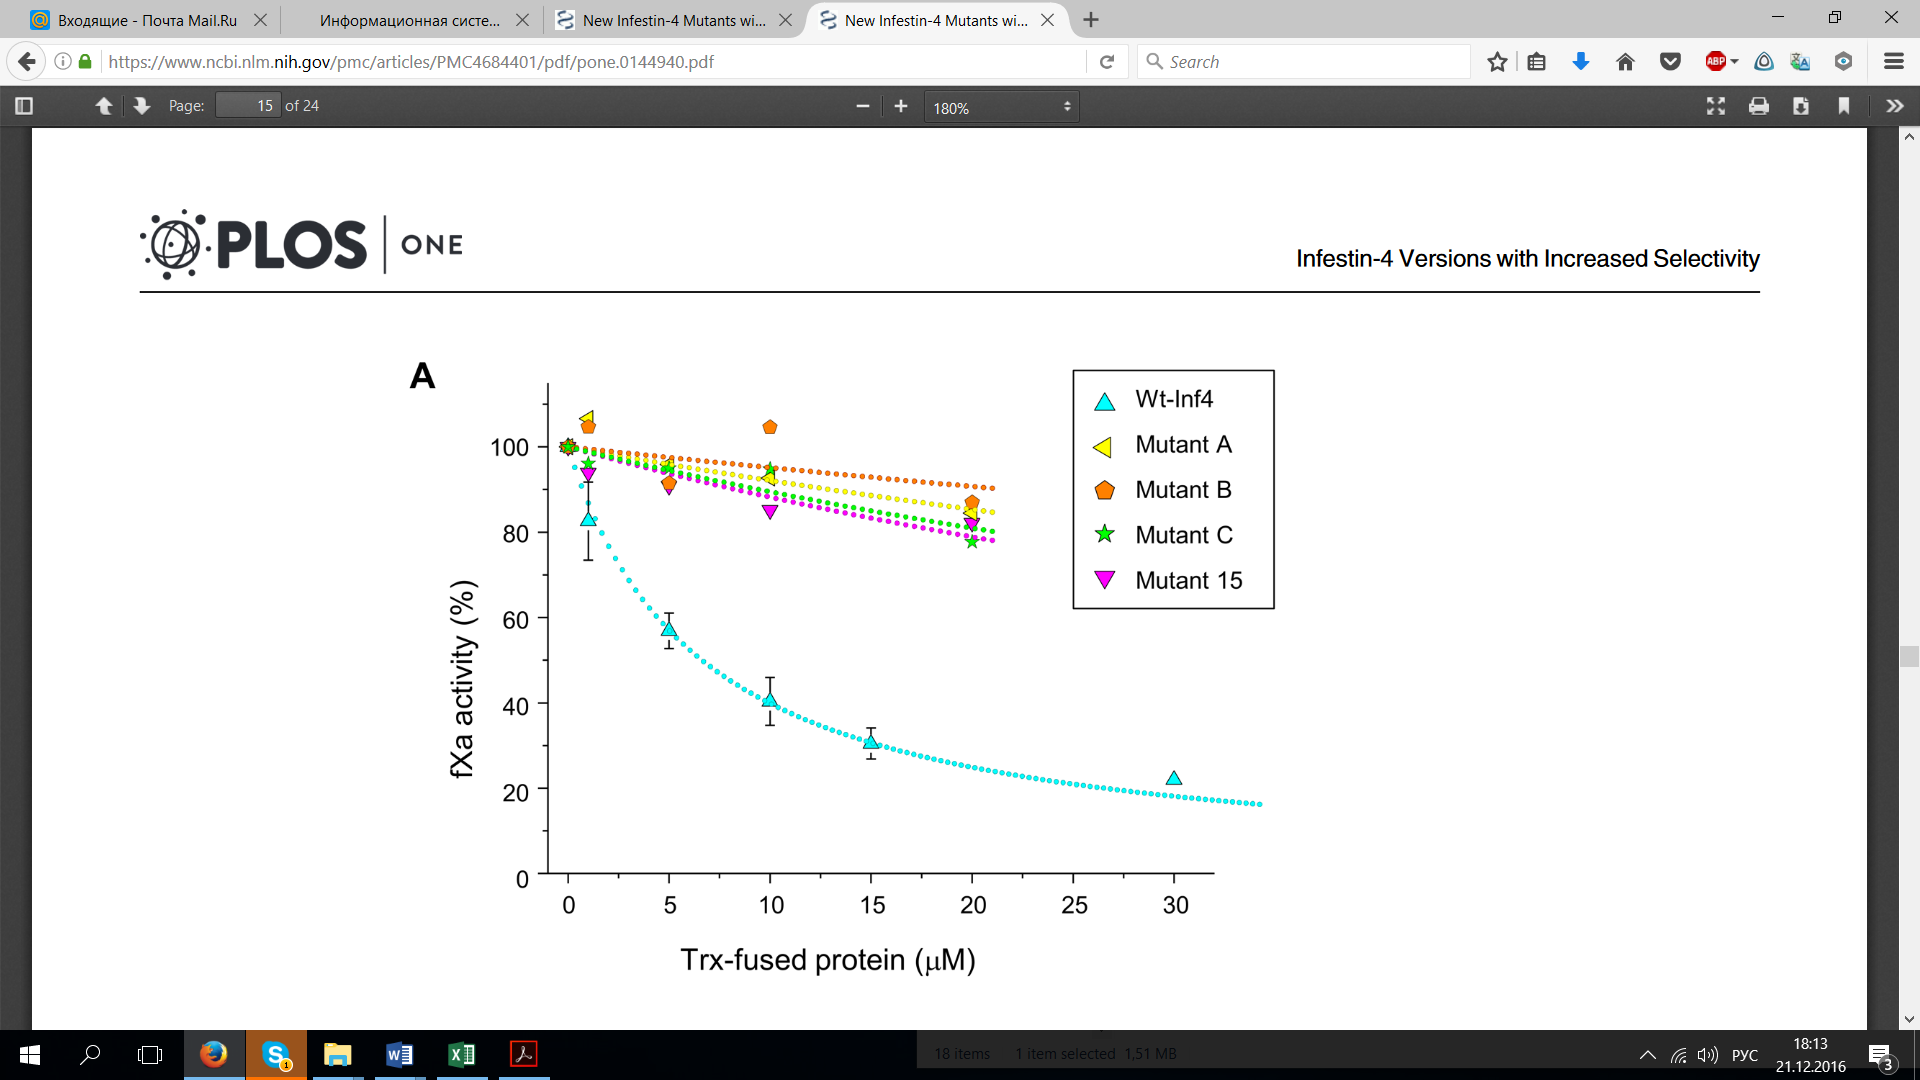 Входящие - Почта Mail.Ru
Информационная систе...
New Infestin-4 Mutants wi...
New Infestin-4 Mutants wi...
https://www.ncbi.nlm.nih.gov/pmc/articles/PMC4684401/pdf/pone.0144940.pdf
Search
ABP
Page: 15 of 24
180%
PLOS ONE
Infestin-4 Versions with Increased Selectivity
A
Wt-Inf4
Mutant A
Mutant B
Mutant C
Mutant 15
100
80
60
40
20
0
fXa activity (%)
0 5 10 15 20 25 30
Trx-fused protein (μM)
18 items 1 item selected 1,51 MB
1
РУС
18:13
21.12.2016
3